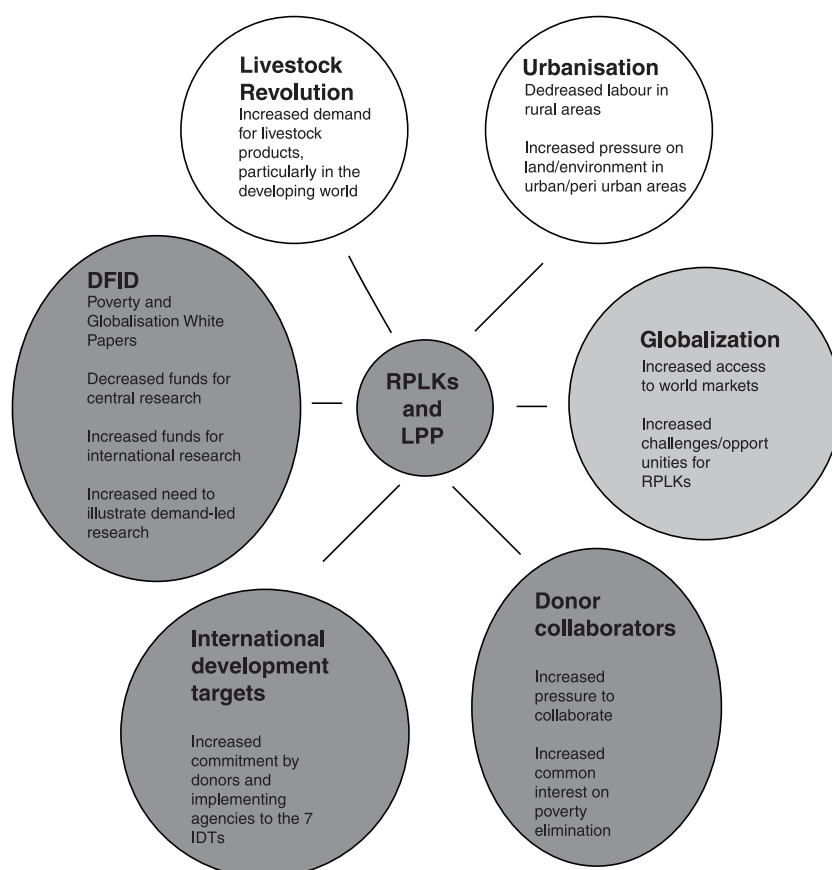 Livestock
Revolution
Increased demand
for livestock
products,
particularly in the
developing world
Urbanisation
Dedreased labour in
rural areas
Increased pressure on
land/environment in
urban/peri urban areas
DFID
Poverty and
Globalisation White
Papers
Decreased funds for
central research
Increased funds for
international research
Increased need to
illustrate demand-led
research
RPLKs
and
LPP
Globalization
Increased access
to world markets
Increased
challenges/opport
unities for
RPLKs
International
development
targets
Increased
commitment by
donors and
implementing
agencies to the 7
IDTs
Donor
collaborators
Increased
pressure to
collaborate
Increased
common
interest on
poverty
elimination